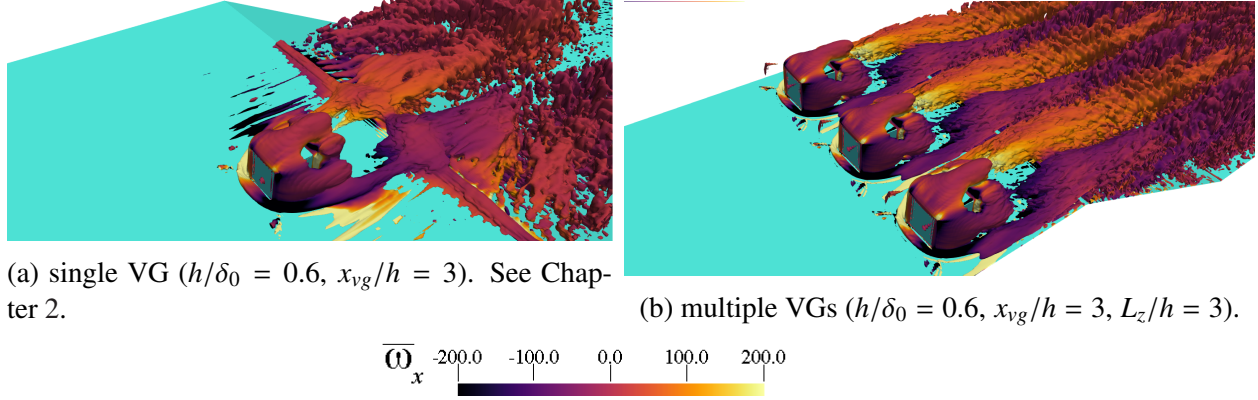 (a) single VG (h/δ₀ = 0.6, xᵥg/h = 3). See Chap-
ter 2.
(b) multiple VGs (h/δ₀ = 0.6, xᵥg/h = 3, L_z/h = 3).
ω̅ₓ -200.0 -100.0 0.0 100.0 200.0